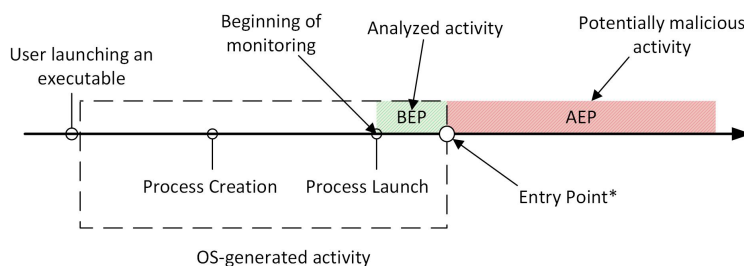 Beginning of
monitoring
Analyzed activity
Potentially malicious
activity
User launching an
executable
BEP
AEP
Process Creation
Process Launch
Entry Point*
OS-generated activity